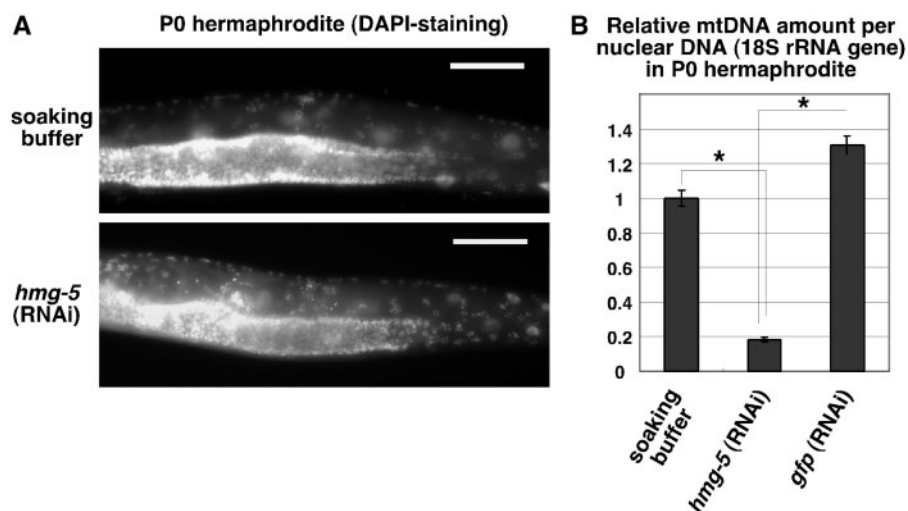 A
P0 hermaphrodite (DAPI-staining)
soaking
buffer
hmg-5
(RNAi)
B
Relative mtDNA amount per
nuclear DNA (18S rRNA gene)
in P0 hermaphrodite
*
*
1.4
1.2
1
0.8
0.6
0.4
0.2
0
soaking
buffer
hmg-5 (RNAi)
gfp (RNAi)